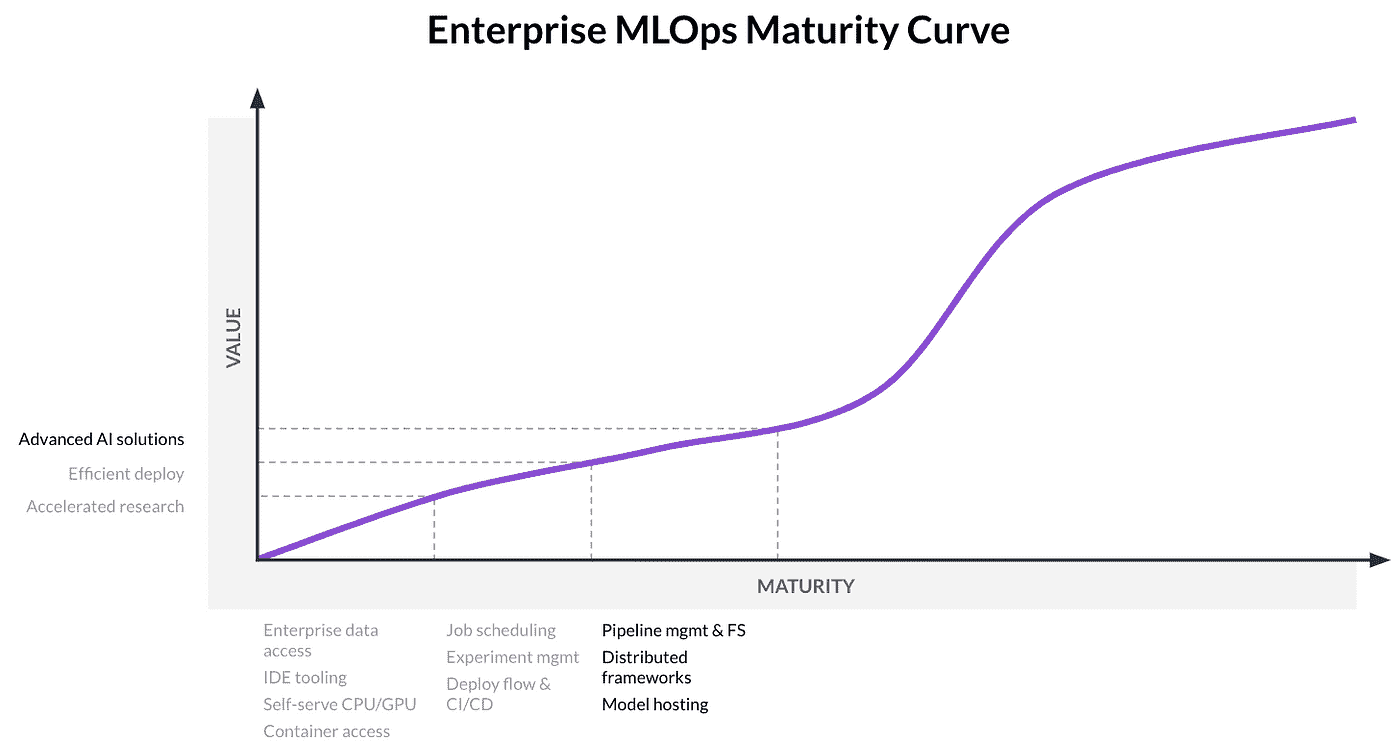 Enterprise MLOps Maturity Curve
VALUE
Advanced AI solutions
Efficient deploy
Accelerated research
MATURITY
Enterprise data
access
IDE tooling
Self-serve CPU/GPU
Container access
Job scheduling
Experiment mgmt
Deploy flow &
CI/CD
Pipeline mgmt & FS
Distributed
frameworks
Model hosting